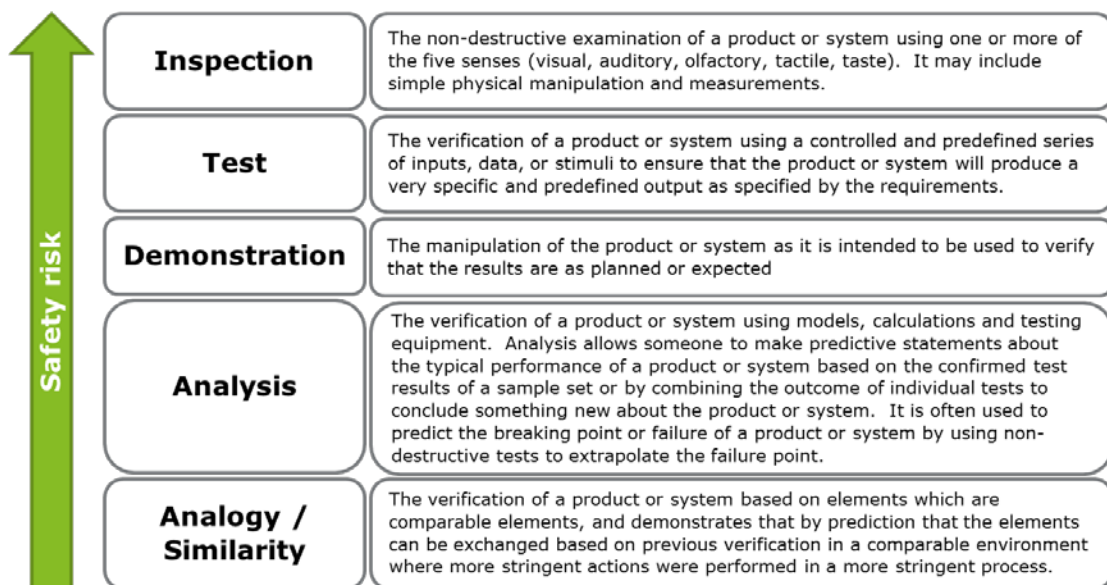 Safety risk
Inspection
The non-destructive examination of a product or system using one or more of
the five senses (visual, auditory, olfactory, tactile, taste).  It may include
simple physical manipulation and measurements.
Test
The verification of a product or system using a controlled and predefined series
of inputs, data, or stimuli to ensure that the product or system will produce a
very specific and predefined output as specified by the requirements.
Demonstration
The manipulation of the product or system as it is intended to be used to verify
that the results are as planned or expected
Analysis
The verification of a product or system using models, calculations and testing
equipment.  Analysis allows someone to make predictive statements about
the typical performance of a product or system based on the confirmed test
results of a sample set or by combining the outcome of individual tests to
conclude something new about the product or system.  It is often used to
predict the breaking point or failure of a product or system by using non-
destructive tests to extrapolate the failure point.
Analogy /
Similarity
The verification of a product or system based on elements which are
comparable elements, and demonstrates that by prediction that the elements
can be exchanged based on previous verification in a comparable environment
where more stringent actions were performed in a more stringent process.